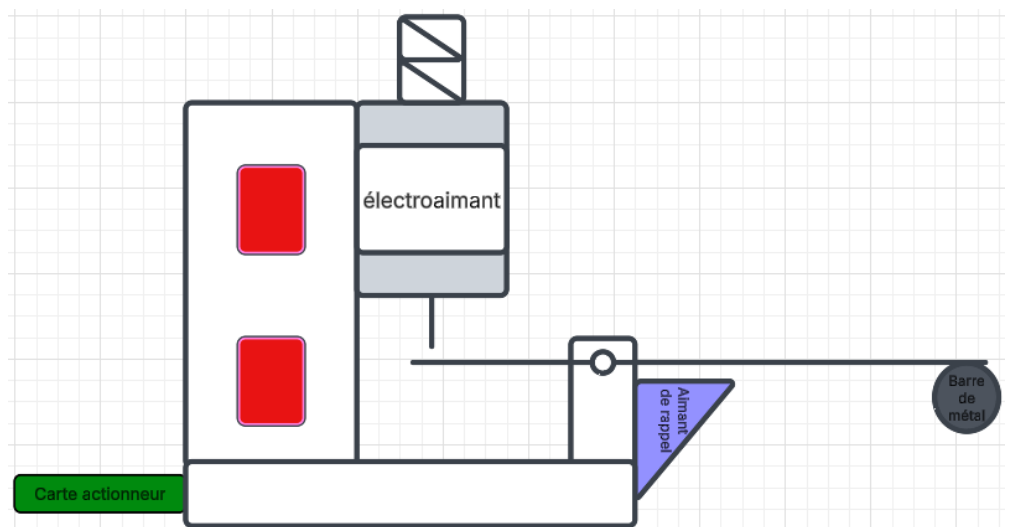 électroaimant
Aimant
de rappel
Barre
de
métal
Carte actionneur